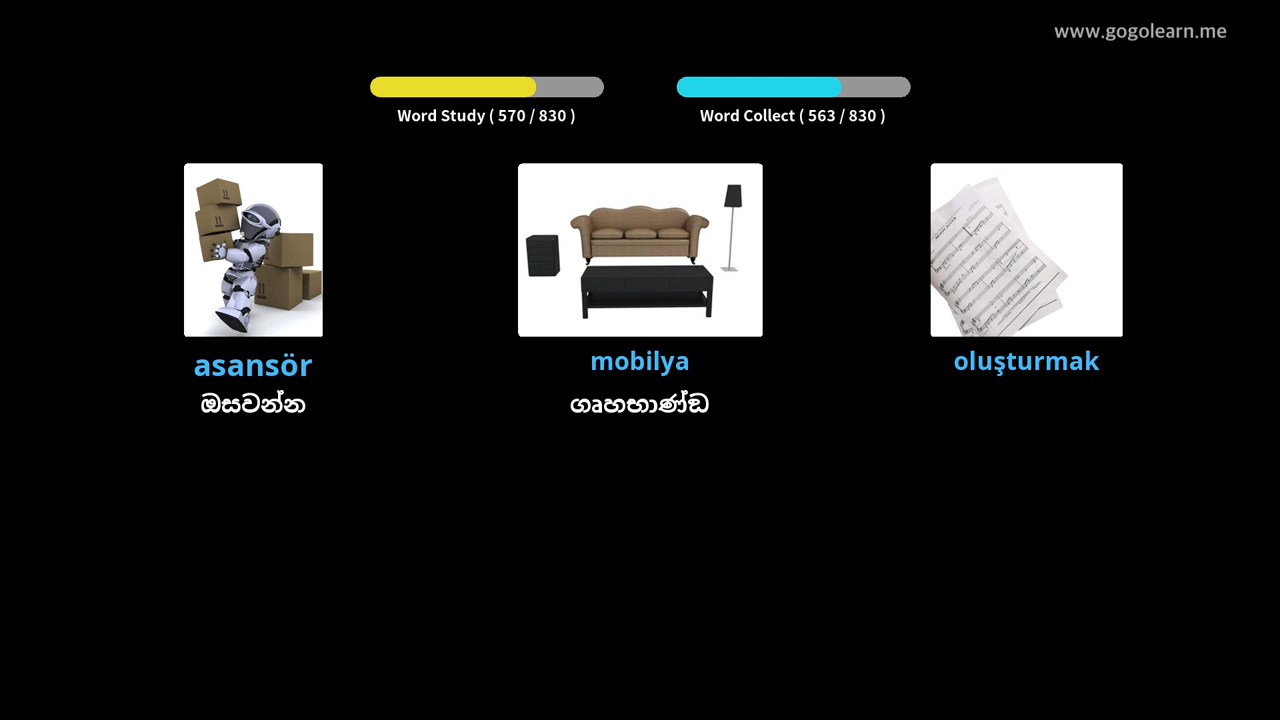 www.gogolearn.me
Word Study ( 570 / 830 )
Word Collect ( 563 / 830 )
asansör
ඔසවන්න
mobilya
ගෘහභාණ්ඩ
oluşturmak